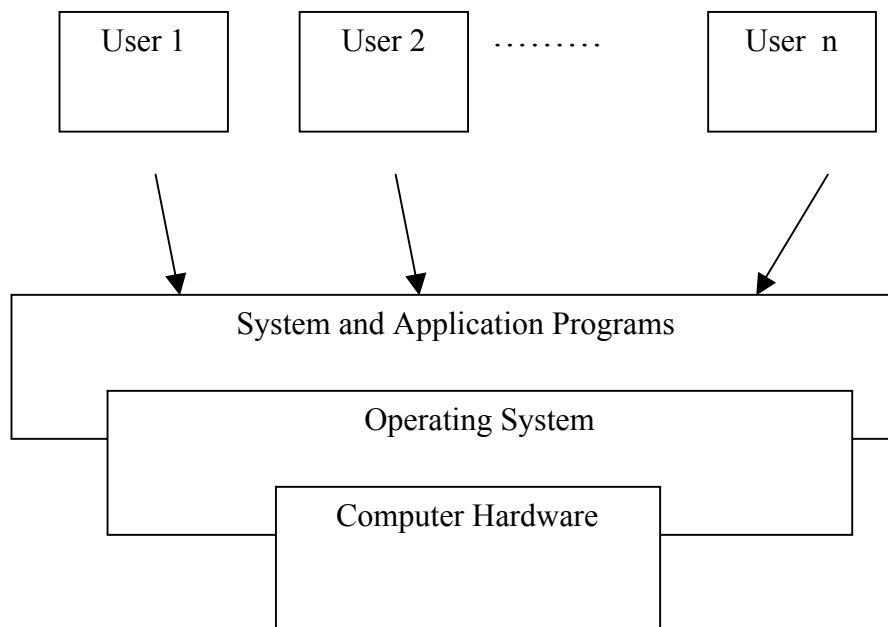 User 1 User 2 ......... User n
System and Application Programs
Operating System
Computer Hardware